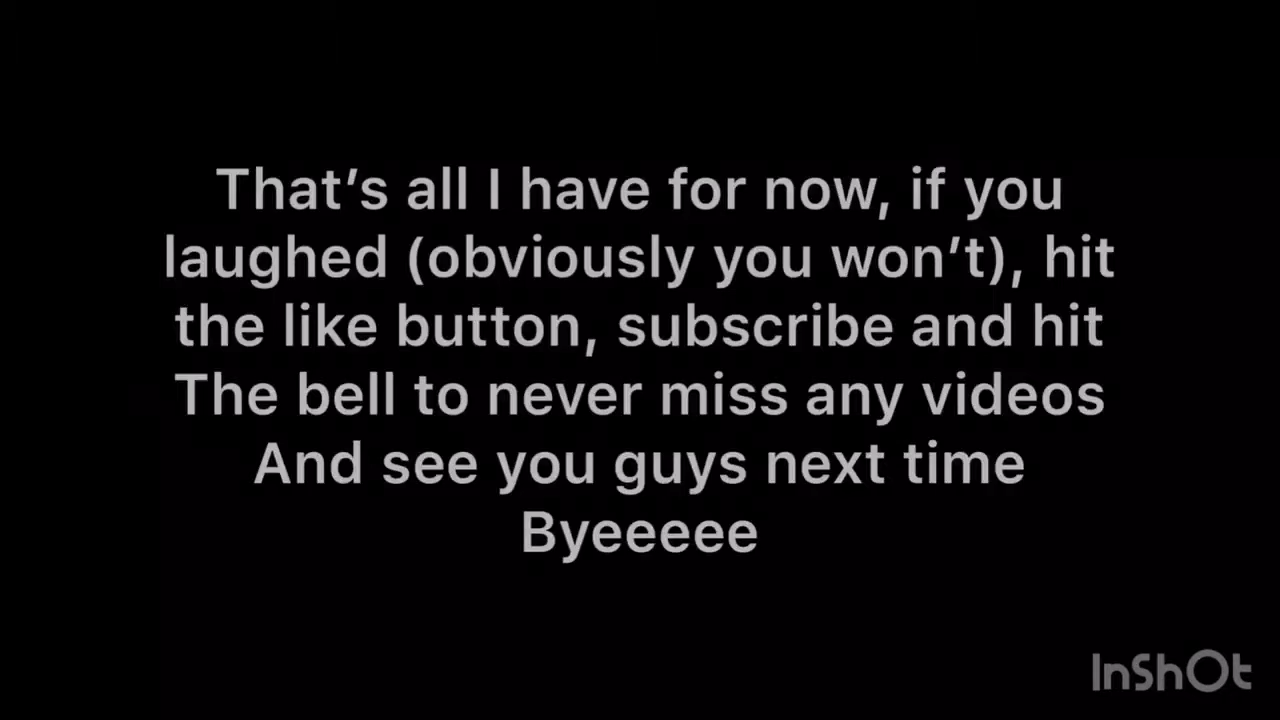 That’s all I have for now, if you
laughed (obviously you won’t), hit
the like button, subscribe and hit
The bell to never miss any videos
And see you guys next time
Byeeeee
InShOt